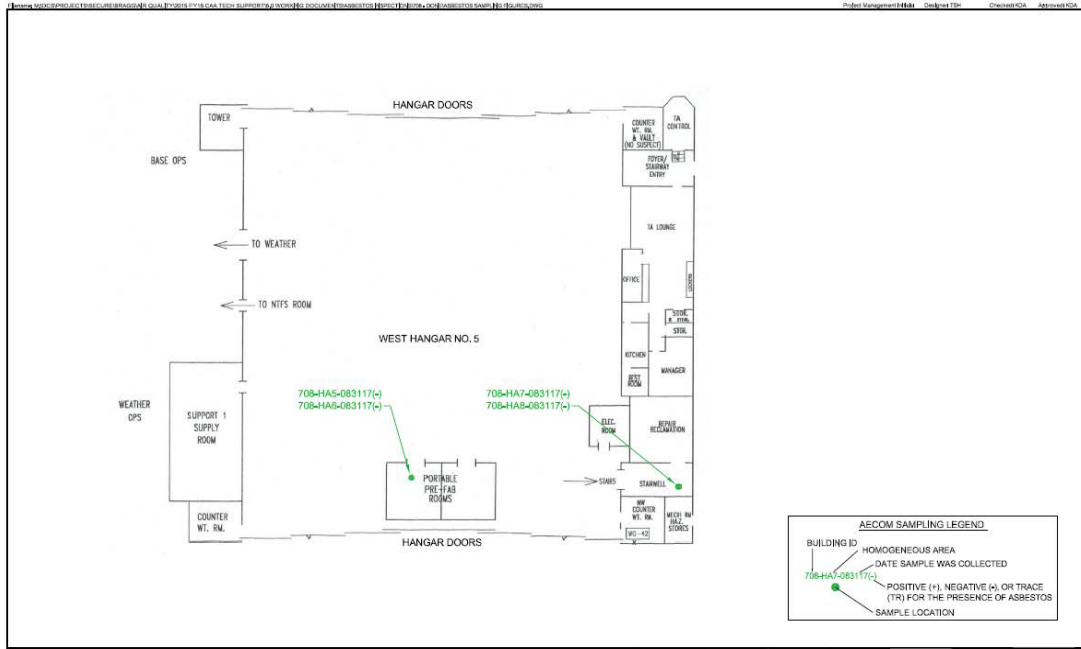 HANGAR DOORS
TOWER
BASE OPS
COUNTER
WT. RM.
& VAULT
(NO SUSPECT)
TA
CONTROL
FOYER/
STAIRWAY
ENTRY
TO WEATHER
TA LOUNGE
OFFICE
LOCKERS
TO NTFS ROOM
WEST HANGAR NO. 5
STOR.
STOR.
KITCHEN
MANAGER
REST
ROOM
708-HA5-083117(-)
708-HA6-083117(-)
708-HA7-083117(-)
708-HA8-083117(-)
WEATHER
OPS
SUPPORT 1
SUPPLY
ROOM
ELEC.
ROOM
REPAIR
RECLAMATION
PORTABLE
PRE-FAB
ROOMS
STAIRS
STAIRWELL
COUNTER
WT. RM.
NW
COUNTER
WT. RM.
MECH RM
HAZ.
STORES
HANGAR DOORS
AECOM SAMPLING LEGEND
BUILDING ID
HOMOGENEOUS AREA
DATE SAMPLE WAS COLLECTED
708-HA7-083117(-)
POSITIVE (+), NEGATIVE (-), OR TRACE
(TR) FOR THE PRESENCE OF ASBESTOS
SAMPLE LOCATION